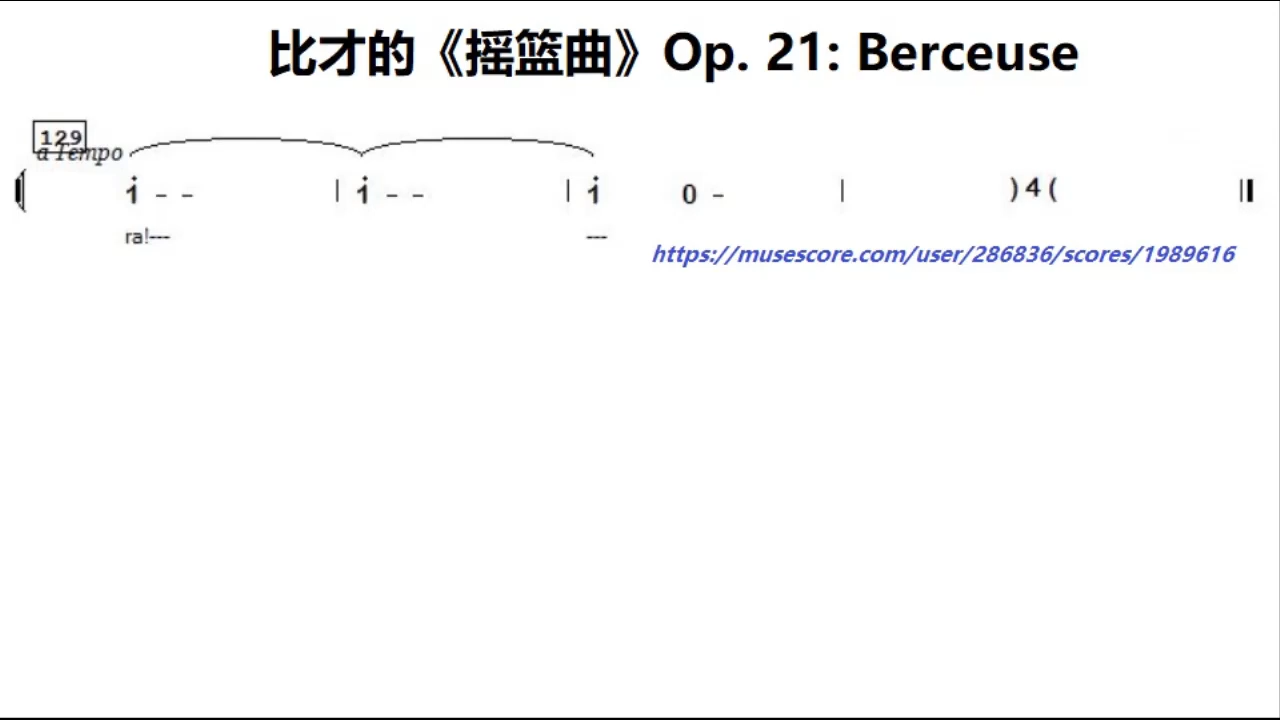 比才的《摇篮曲》Op. 21: Berceuse
129
a Tempo
i - - | i - - | i 0 - | )4(
ra!--- ---
https://musescore.com/user/286836/scores/1989616